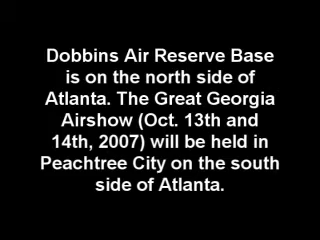 Dobbins Air Reserve Base
is on the north side of
Atlanta. The Great Georgia
Airshow (Oct. 13th and
14th, 2007) will be held in
Peachtree City on the south
side of Atlanta.